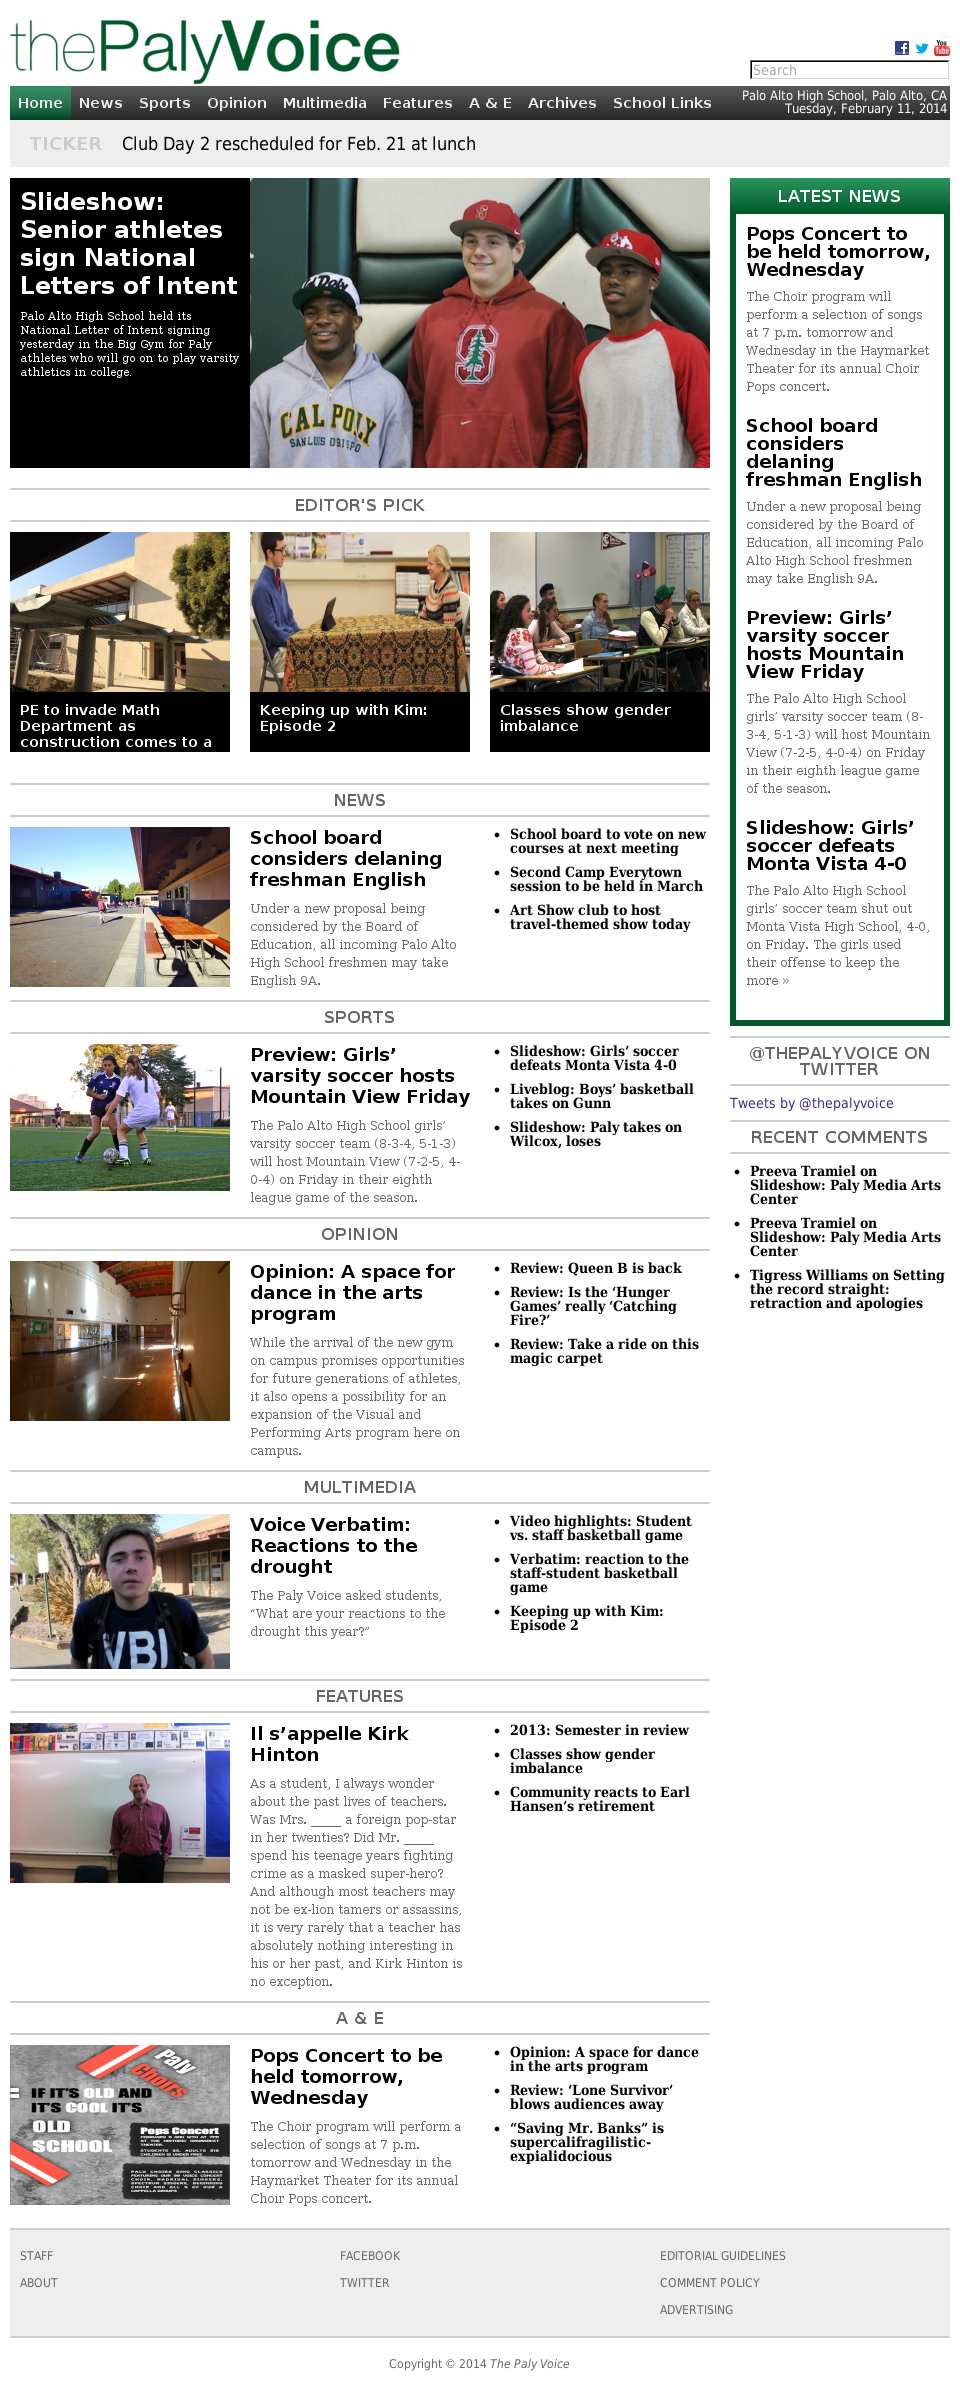 thePalyVoice
Search
Home News Sports Opinion Multimedia Features A & E Archives School Links
Palo Alto High School, Palo Alto, CA
Tuesday, February 11, 2014
TICKER Club Day 2 rescheduled for Feb. 21 at lunch
Slideshow:
Senior athletes
sign National
Letters of Intent
Palo Alto High School held its
National Letter of Intent signing
yesterday in the Big Gym for Paly
athletes who will go on to play varsity
athletics in college.
CAL POLY
SAN LUIS OBISPO
EDITOR'S PICK
PE to invade Math
Department as
construction comes to a
Keeping up with Kim:
Episode 2
Classes show gender
imbalance
NEWS
School board
considers delaning
freshman English
Under a new proposal being
considered by the Board of
Education, all incoming Palo Alto
High School freshmen may take
English 9A.
School board to vote on new
courses at next meeting
Second Camp Everytown
session to be held in March
Art Show club to host
travel-themed show today
SPORTS
Preview: Girls’
varsity soccer hosts
Mountain View Friday
The Palo Alto High School girls’
varsity soccer team (8-3-4, 5-1-3)
will host Mountain View (7-2-5, 4-
0-4) on Friday in their eighth
league game of the season.
Slideshow: Girls’ soccer
defeats Monta Vista 4-0
Liveblog: Boys’ basketball
takes on Gunn
Slideshow: Paly takes on
Wilcox, loses
OPINION
Opinion: A space for
dance in the arts
program
While the arrival of the new gym
on campus promises opportunities
for future generations of athletes,
it also opens a possibility for an
expansion of the Visual and
Performing Arts program here on
campus.
Review: Queen B is back
Review: Is the ‘Hunger
Games’ really ‘Catching
Fire?’
Review: Take a ride on this
magic carpet
MULTIMEDIA
VBI
Voice Verbatim:
Reactions to the
drought
The Paly Voice asked students,
“What are your reactions to the
drought this year?”
Video highlights: Student
vs. staff basketball game
Verbatim: reaction to the
staff-student basketball
game
Keeping up with Kim:
Episode 2
FEATURES
Il s’appelle Kirk
Hinton
As a student, I always wonder
about the past lives of teachers.
Was Mrs. _____ a foreign pop-star
in her twenties? Did Mr. _____
spend his teenage years fighting
crime as a masked super-hero?
And although most teachers may
not be ex-lion tamers or assassins,
it is very rarely that a teacher has
absolutely nothing interesting in
his or her past, and Kirk Hinton is
no exception.
2013: Semester in review
Classes show gender
imbalance
Community reacts to Earl
Hansen’s retirement
A & E
Paly
Choirs
IF IT'S OLD AND
IT'S COOL IT'S
OLD
SCHOOL
Pops Concert
Pops Concert to be
held tomorrow,
Wednesday
The Choir program will perform a
selection of songs at 7 p.m.
tomorrow and Wednesday in the
Haymarket Theater for its annual
Choir Pops concert.
Opinion: A space for dance
in the arts program
Review: ‘Lone Survivor’
blows audiences away
“Saving Mr. Banks” is
supercalifragilistic-
expialidocious
LATEST NEWS
Pops Concert to
be held tomorrow,
Wednesday
The Choir program will
perform a selection of songs
at 7 p.m. tomorrow and
Wednesday in the Haymarket
Theater for its annual Choir
Pops concert.
School board
considers
delaning
freshman English
Under a new proposal being
considered by the Board of
Education, all incoming Palo
Alto High School freshmen
may take English 9A.
Preview: Girls’
varsity soccer
hosts Mountain
View Friday
The Palo Alto High School
girls’ varsity soccer team (8-
3-4, 5-1-3) will host Mountain
View (7-2-5, 4-0-4) on Friday
in their eighth league game
of the season.
Slideshow: Girls’
soccer defeats
Monta Vista 4-0
The Palo Alto High School
girls’ soccer team shut out
Monta Vista High School, 4-0,
on Friday. The girls used
their offense to keep the
more »
@THEPALYVOICE ON
TWITTER
Tweets by @thepalyvoice
RECENT COMMENTS
Preeva Tramiel on
Slideshow: Paly Media Arts
Center
Preeva Tramiel on
Slideshow: Paly Media Arts
Center
Tigress Williams on Setting
the record straight:
retraction and apologies
STAFF
ABOUT
FACEBOOK
TWITTER
EDITORIAL GUIDELINES
COMMENT POLICY
ADVERTISING
Copyright © 2014 The Paly Voice